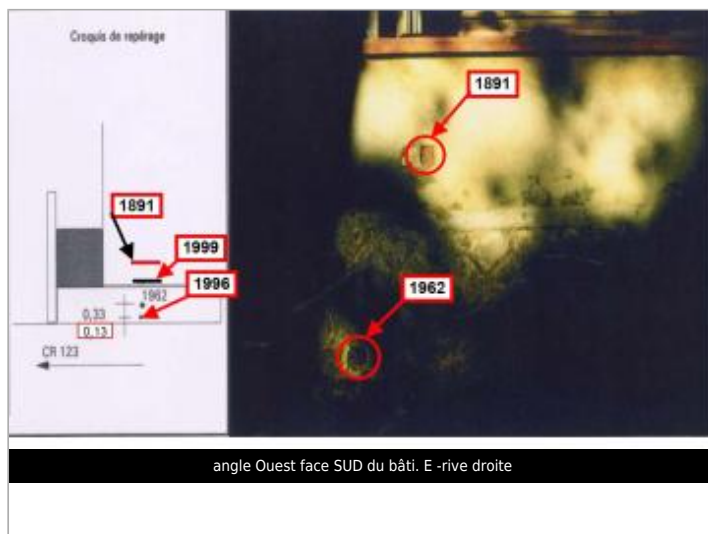 Croquis de repérage
1891
1891
1999
1996
1962
0,33
0,13
CR 123
1962
angle Ouest face SUD du bâti. E -rive droite